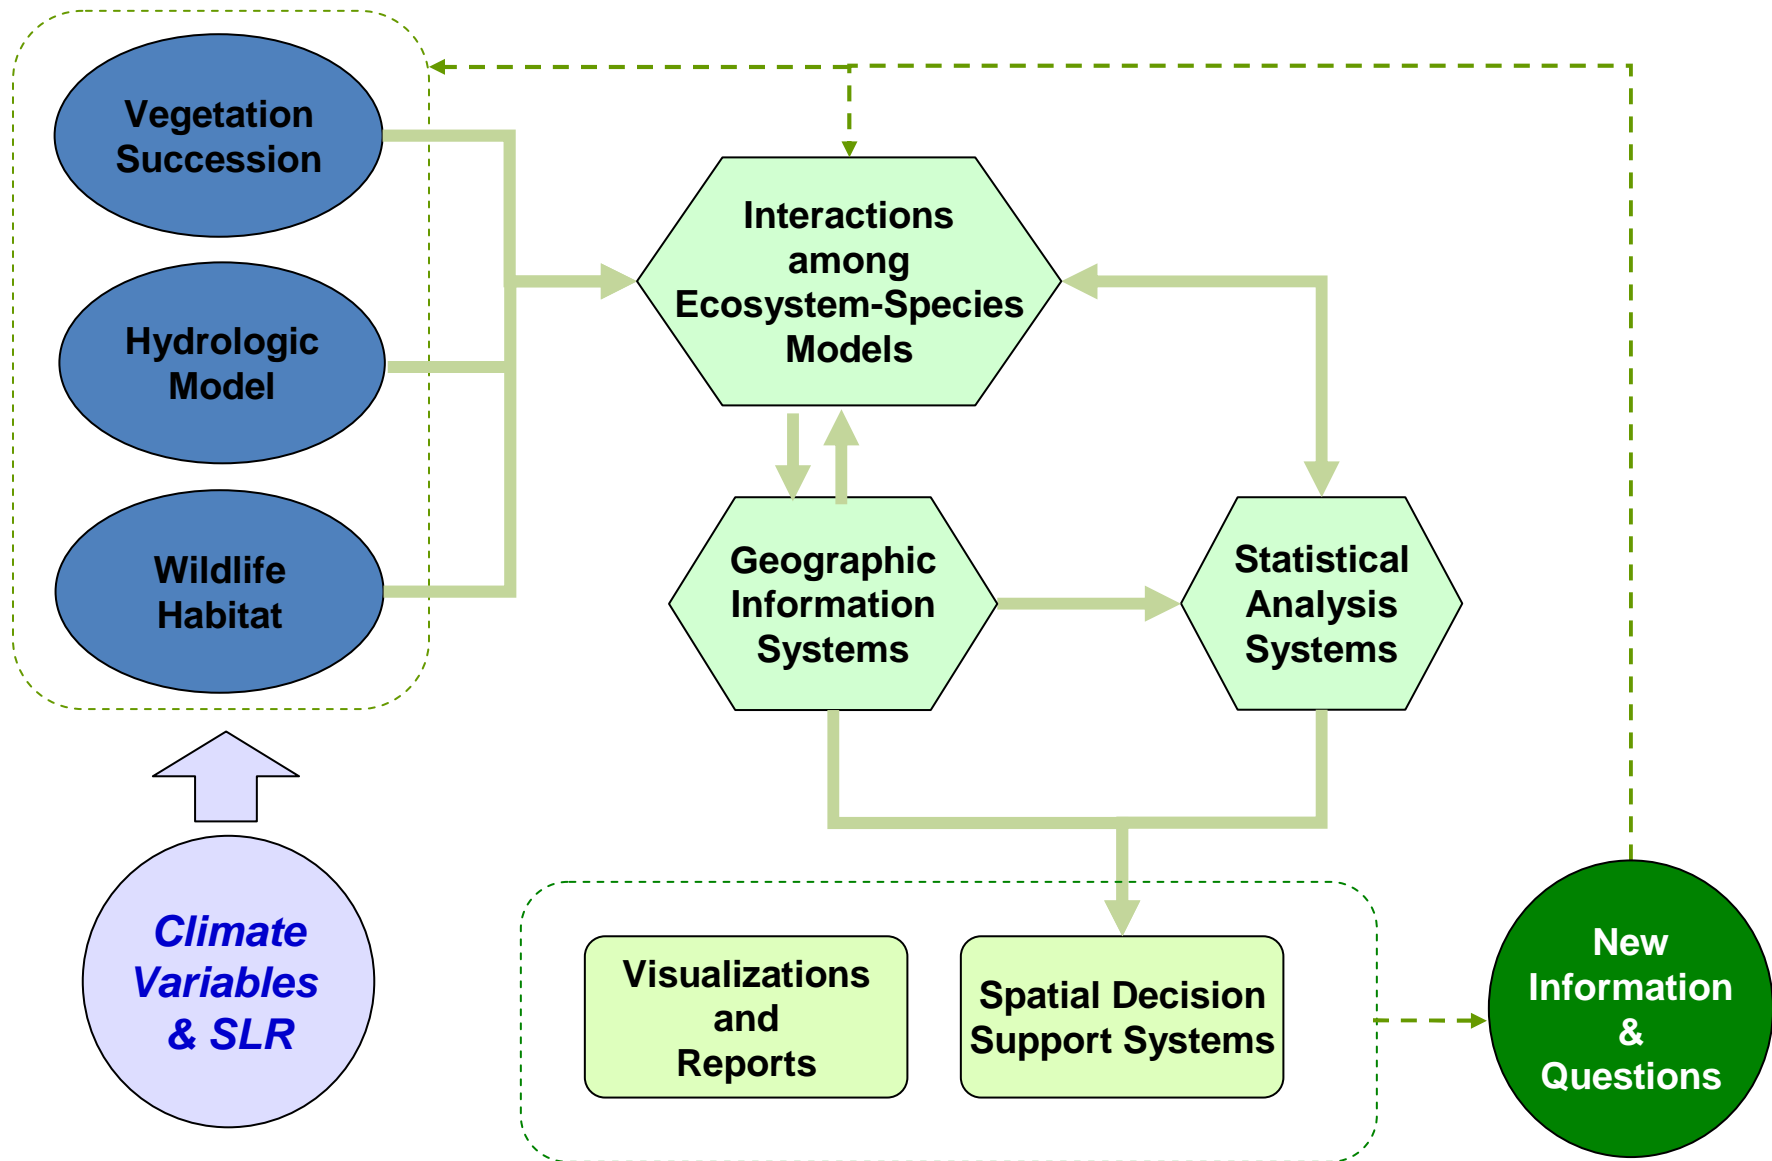 Vegetation
Succession
Hydrologic
Model
Wildlife
Habitat
Climate
Variables
& SLR
Interactions
among
Ecosystem-Species
Models
Geographic
Information
Systems
Statistical
Analysis
Systems
Visualizations
and
Reports
Spatial Decision
Support Systems
New
Information
&
Questions